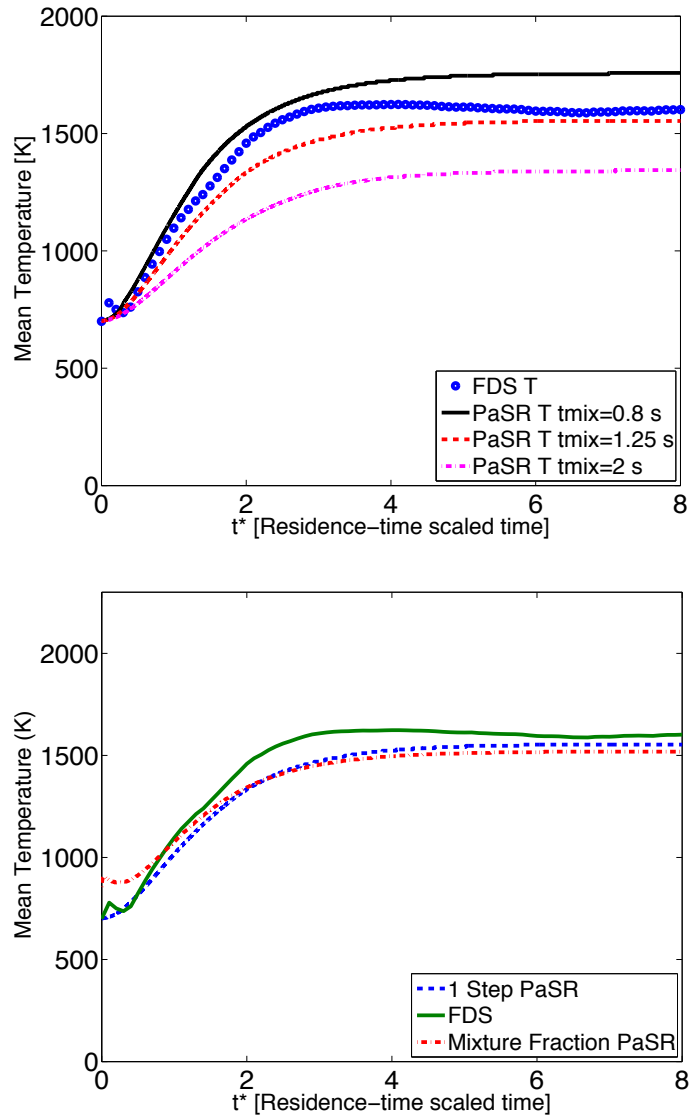 2000
1500
1000
500
0
Mean Temperature [K]
FDS T
PaSR T tmix=0.8 s
PaSR T tmix=1.25 s
PaSR T tmix=2 s
0 2 4 6 8
t* [Residence−time scaled time]
2000
1500
1000
500
0
Mean Temperature (K)
1 Step PaSR
FDS
Mixture Fraction PaSR
0 2 4 6 8
t* [Residence−time scaled time]